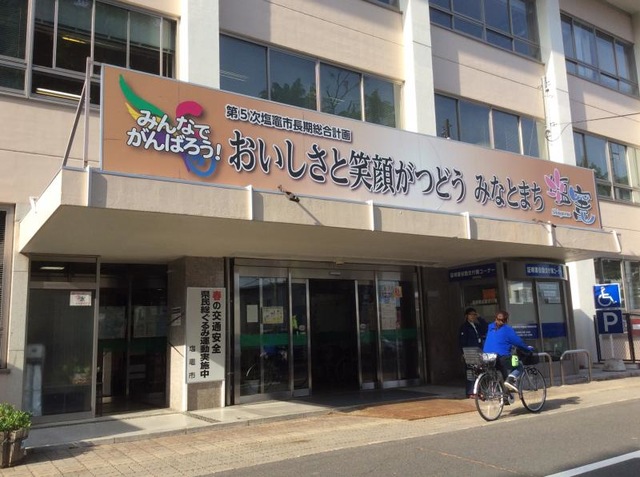 みんなで
がんばろう!
第5次塩竈市長期総合計画
おいしさと笑顔がつどう みなとまち
塩竈
春の交通安全
県民総ぐるみ運動実施中
塩竈市
P